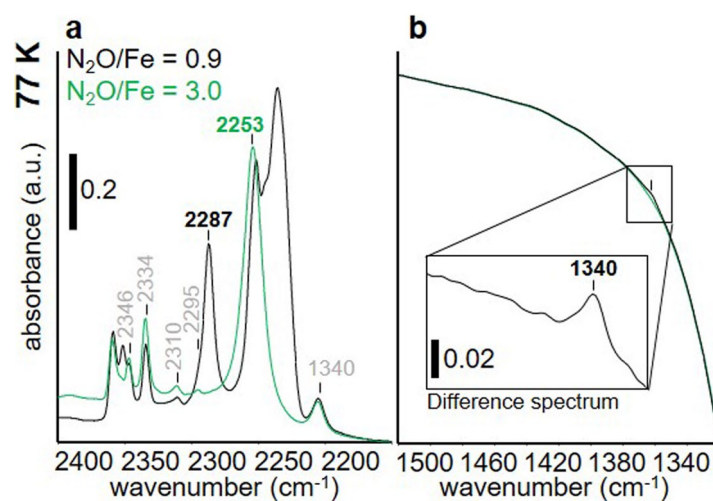 a
b
77 K
N₂O/Fe = 0.9
N₂O/Fe = 3.0
absorbance (a.u.)
0.2
2346
2334
2310
2295
2287
2253
1340
1340
0.02
Difference spectrum
2400 2350 2300 2250 2200
wavenumber (cm⁻¹)
1500 1460 1420 1380 1340
wavenumber (cm⁻¹)